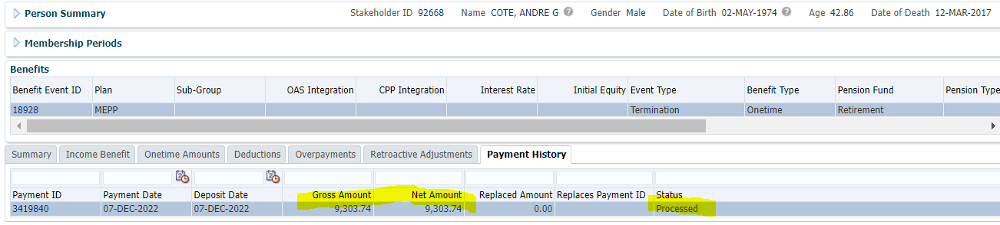 Person Summary Stakeholder ID 92668 Name COTE, ANDRE G Gender Male Date of Birth 02-MAY-1974 Age 42.86 Date of Death 12-MAR-2017
Membership Periods
Benefits
Benefit Event ID Plan Sub-Group OAS Integration CPP Integration Interest Rate Initial Equity Event Type Benefit Type Pension Fund Pension Type
18928 MEPP Termination Onetime Retirement
Summary Income Benefit Onetime Amounts Deductions Overpayments Retroactive Adjustments Payment History
Payment ID Payment Date Deposit Date Gross Amount Net Amount Replaced Amount Replaces Payment ID Status
3419840 07-DEC-2022 07-DEC-2022 9,303.74 9,303.74 0.00 Processed